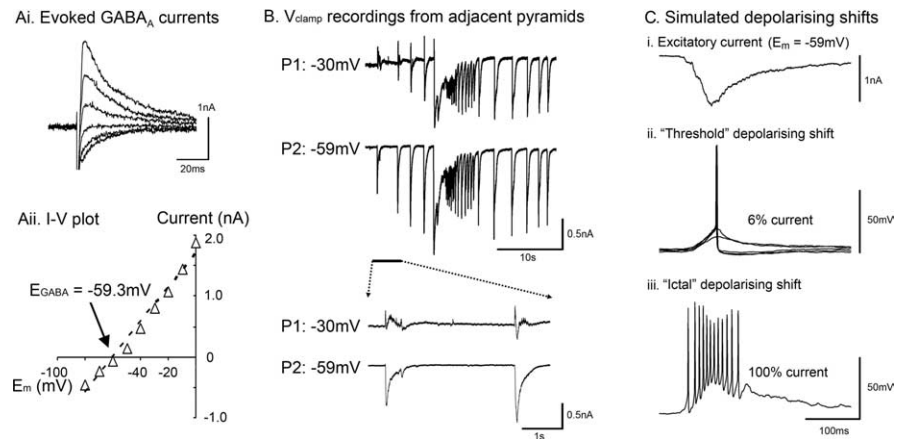 Ai. Evoked GABAA currents
1nA
20ms
Aii. I-V plot
Current (nA)
2.0
EGABA = -59.3mV
1.0
-100
-60
-20
0
Em (mV)
-1.0
B. Vclamp recordings from adjacent pyramids
P1: -30mV
P2: -59mV
0.5nA
10s
P1: -30mV
P2: -59mV
0.5nA
1s
C. Simulated depolarising shifts
i. Excitatory current (Em = -59mV)
1nA
ii. “Threshold” depolarising shift
6% current
50mV
iii. “Ictal” depolarising shift
100% current
50mV
100ms